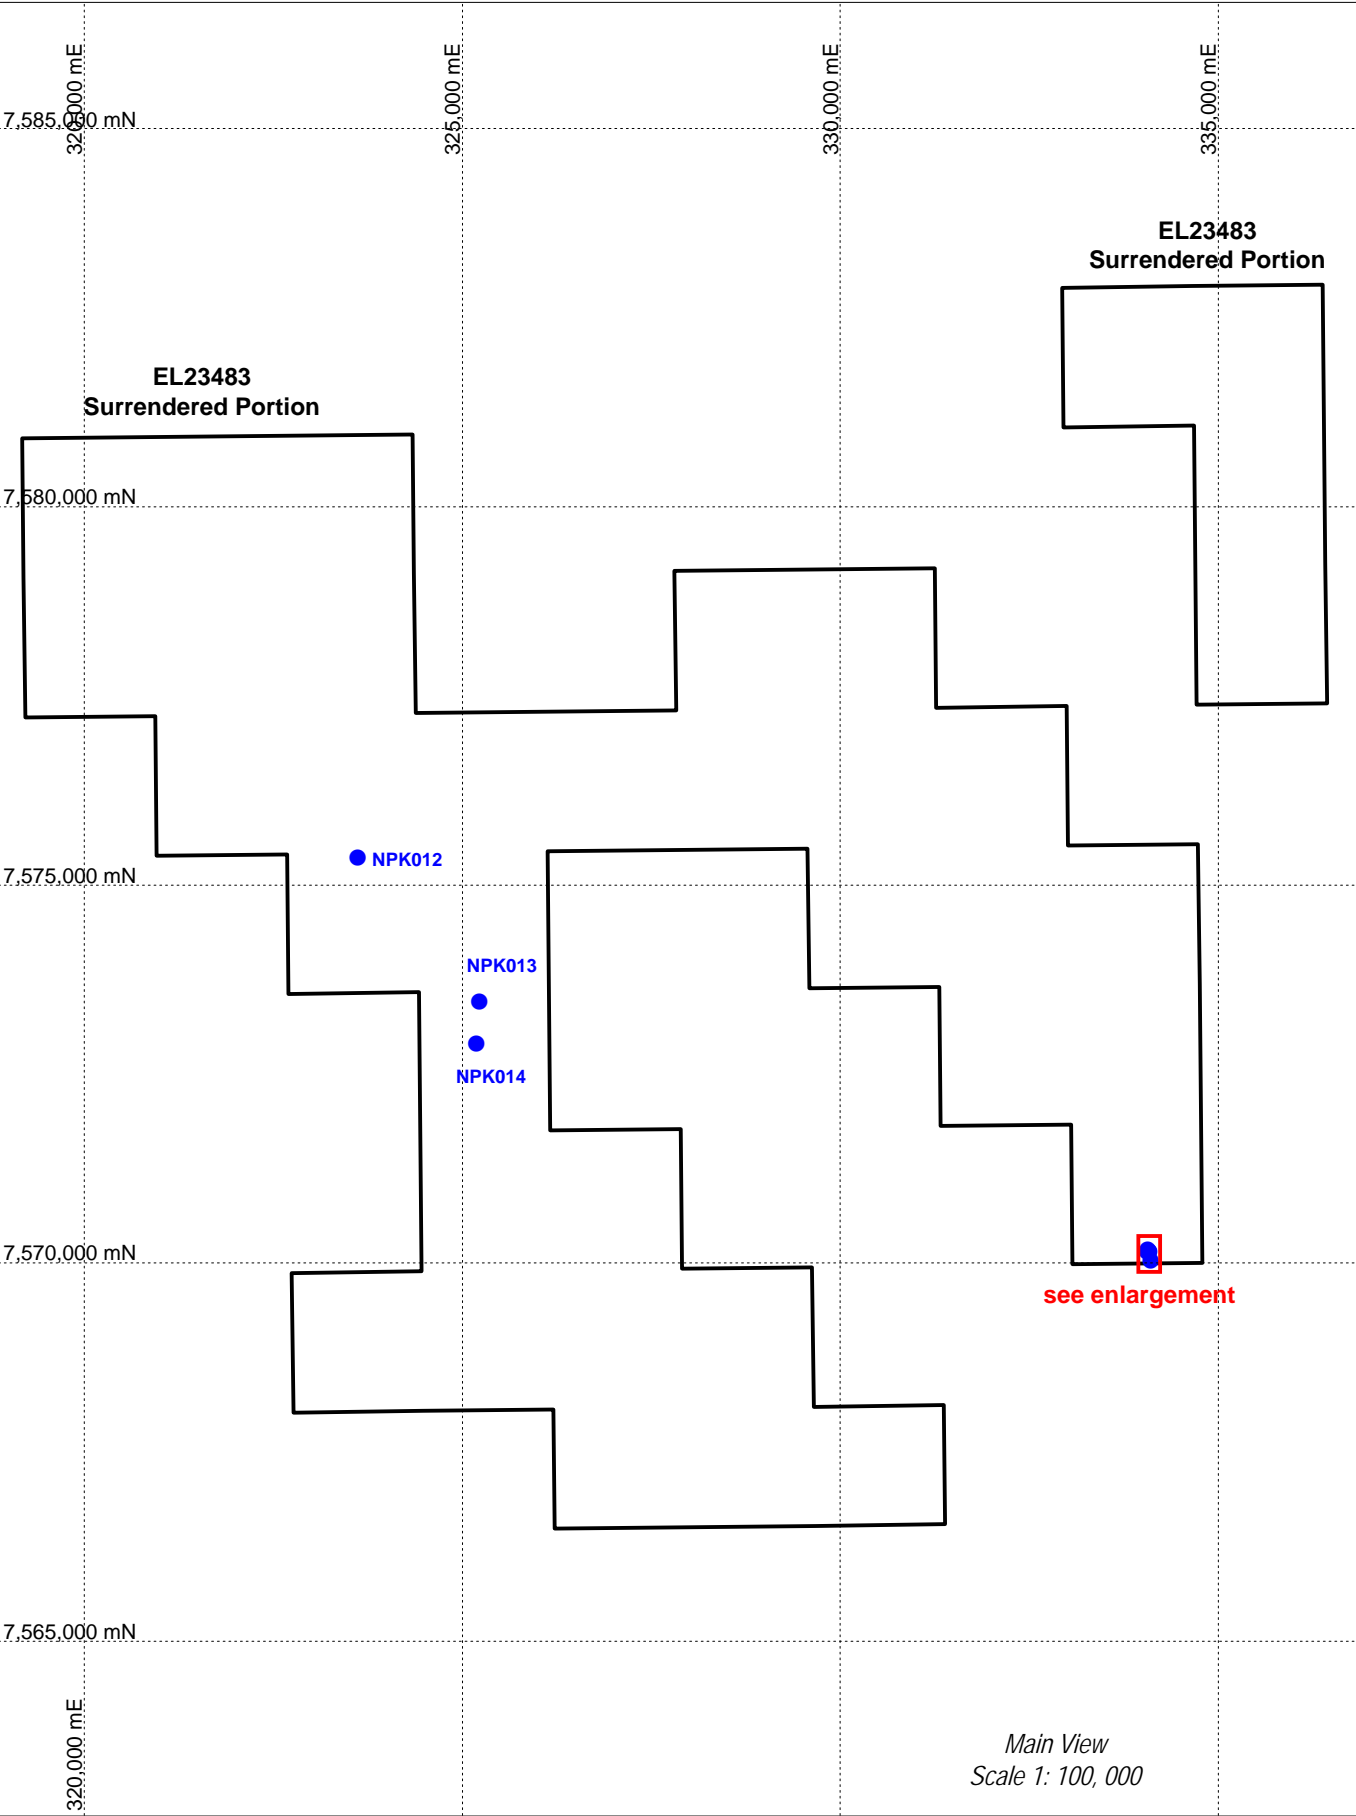 320,000 mE
325,000 mE
330,000 mE
335,000 mE
7,585,000 mN
EL23483
Surrendered Portion
EL23483
Surrendered Portion
7,580,000 mN
NPK012
7,575,000 mN
NPK013
NPK014
7,570,000 mN
see enlargement
7,565,000 mN
320,000 mE
Main View
Scale 1: 100, 000